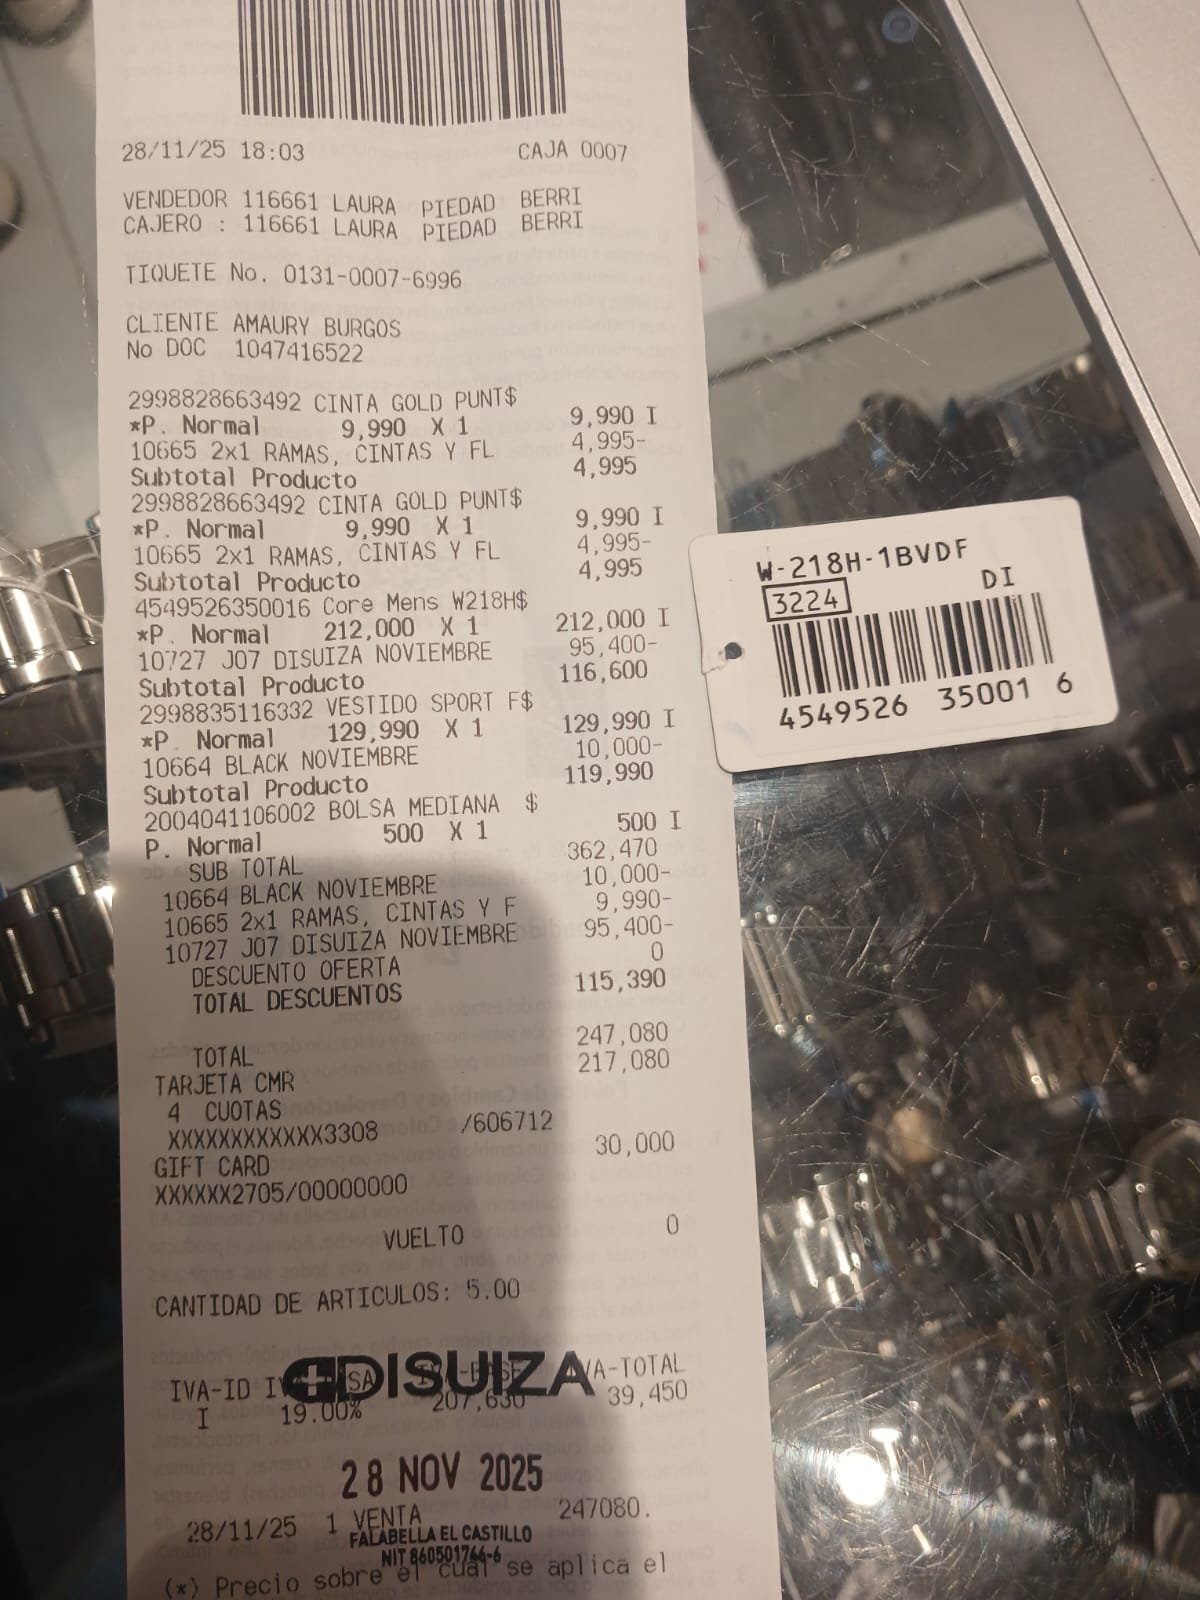 28/11/25 18:03 CAJA 0007
VENDEDOR 116661 LAURA PIEDAD BERRI
CAJERO : 116661 LAURA PIEDAD BERRI
TIQUETE No. 0131-0007-6996
CLIENTE AMAURY BURGOS
No DOC 1047416522
2998828663492 CINTA GOLD PUNT$
*P. Normal 9,990 X 1 9,990 I
10665 2x1 RAMAS, CINTAS Y FL 4,995-
Subtotal Producto 4,995
2998828663492 CINTA GOLD PUNT$
*P. Normal 9,990 X 1 9,990 I
10665 2x1 RAMAS, CINTAS Y FL 4,995-
Subtotal Producto 4,995
4549526350016 Core Mens W218H$
*P. Normal 212,000 X 1 212,000 I
10727 J07 DISUIZA NOVIEMBRE 95,400-
Subtotal Producto 116,600
2998835116332 VESTIDO SPORT F$
*P. Normal 129,990 X 1 129,990 I
10664 BLACK NOVIEMBRE 10,000-
Subtotal Producto 119,990
2004041106002 BOLSA MEDIANA $
P. Normal 500 X 1 500 I
SUB TOTAL 362,470
10664 BLACK NOVIEMBRE 10,000-
10665 2x1 RAMAS, CINTAS Y F 9,990-
10727 J07 DISUIZA NOVIEMBRE 95,400-
DESCUENTO OFERTA 0
TOTAL DESCUENTOS 115,390
TOTAL 247,080
TARJETA CMR 217,080
4 CUOTAS
XXXXXXXXXXXX3308 /606712
GIFT CARD 30,000
XXXXXX2705/00000000
VUELTO 0
CANTIDAD DE ARTICULOS: 5.00
DISUIZA
IVA-ID VA-TOTAL
I 19.00% 207,630 39,450
28 NOV 2025
28/11/25 1 VENTA 247080.
FALABELLA EL CASTILLO
NIT 860501744-6
(*) Precio sobre el cual se aplica el
W-218H-1BVDF
3224 DI
4549526 35001 6